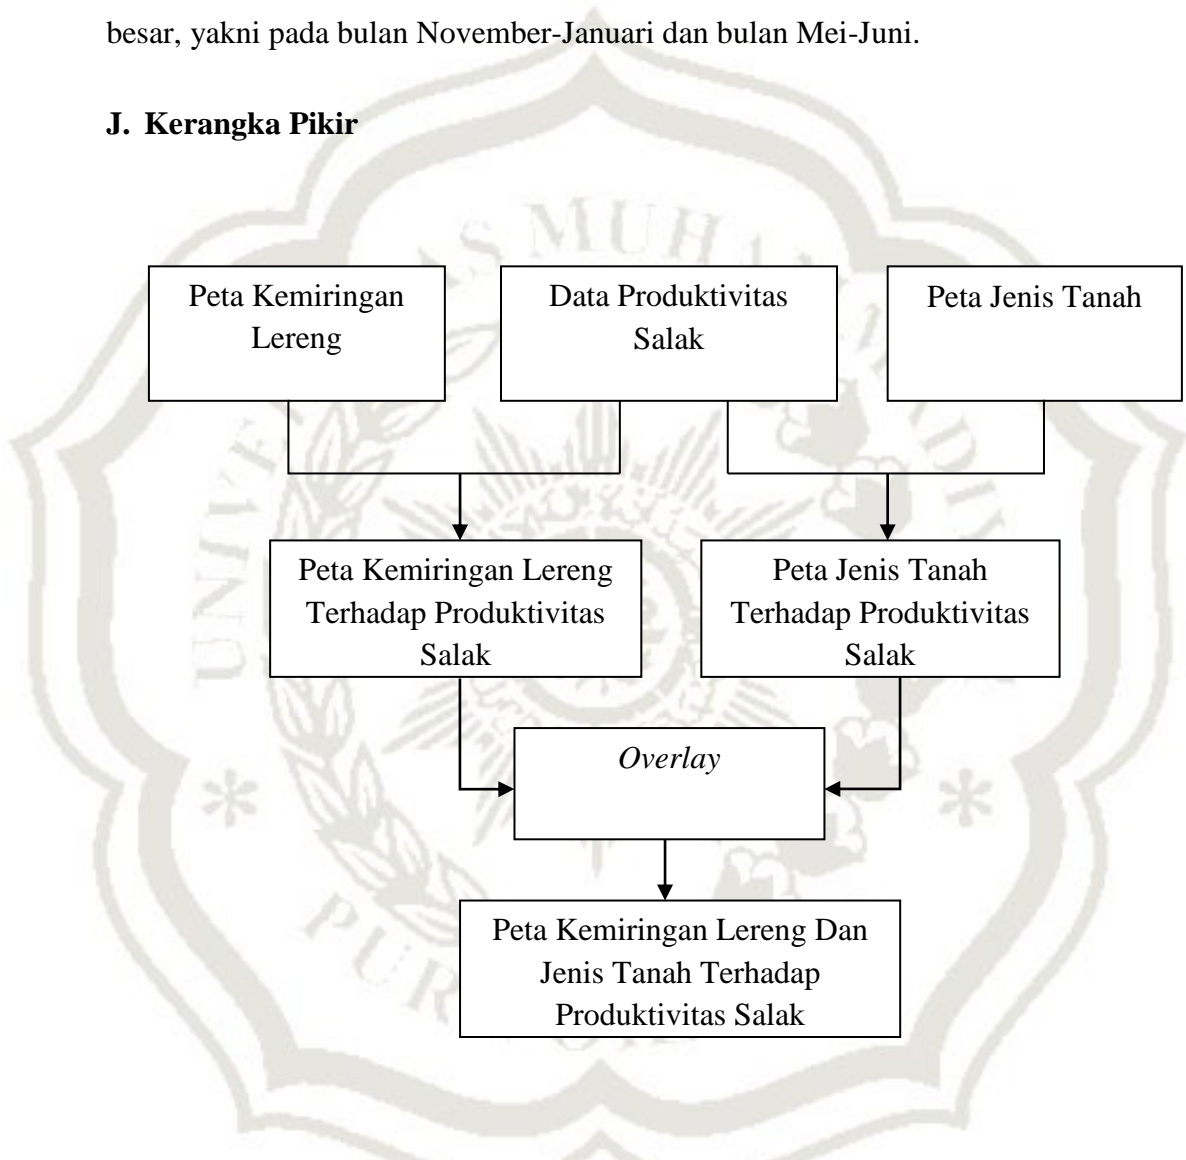 besar, yakni pada bulan November-Januari dan bulan Mei-Juni.
J. Kerangka Pikir
Peta Kemiringan
Lereng
Data Produktivitas
Salak
Peta Jenis Tanah
Peta Kemiringan Lereng
Terhadap Produktivitas
Salak
Peta Jenis Tanah
Terhadap Produktivitas
Salak
Overlay
Peta Kemiringan Lereng Dan
Jenis Tanah Terhadap
Produktivitas Salak